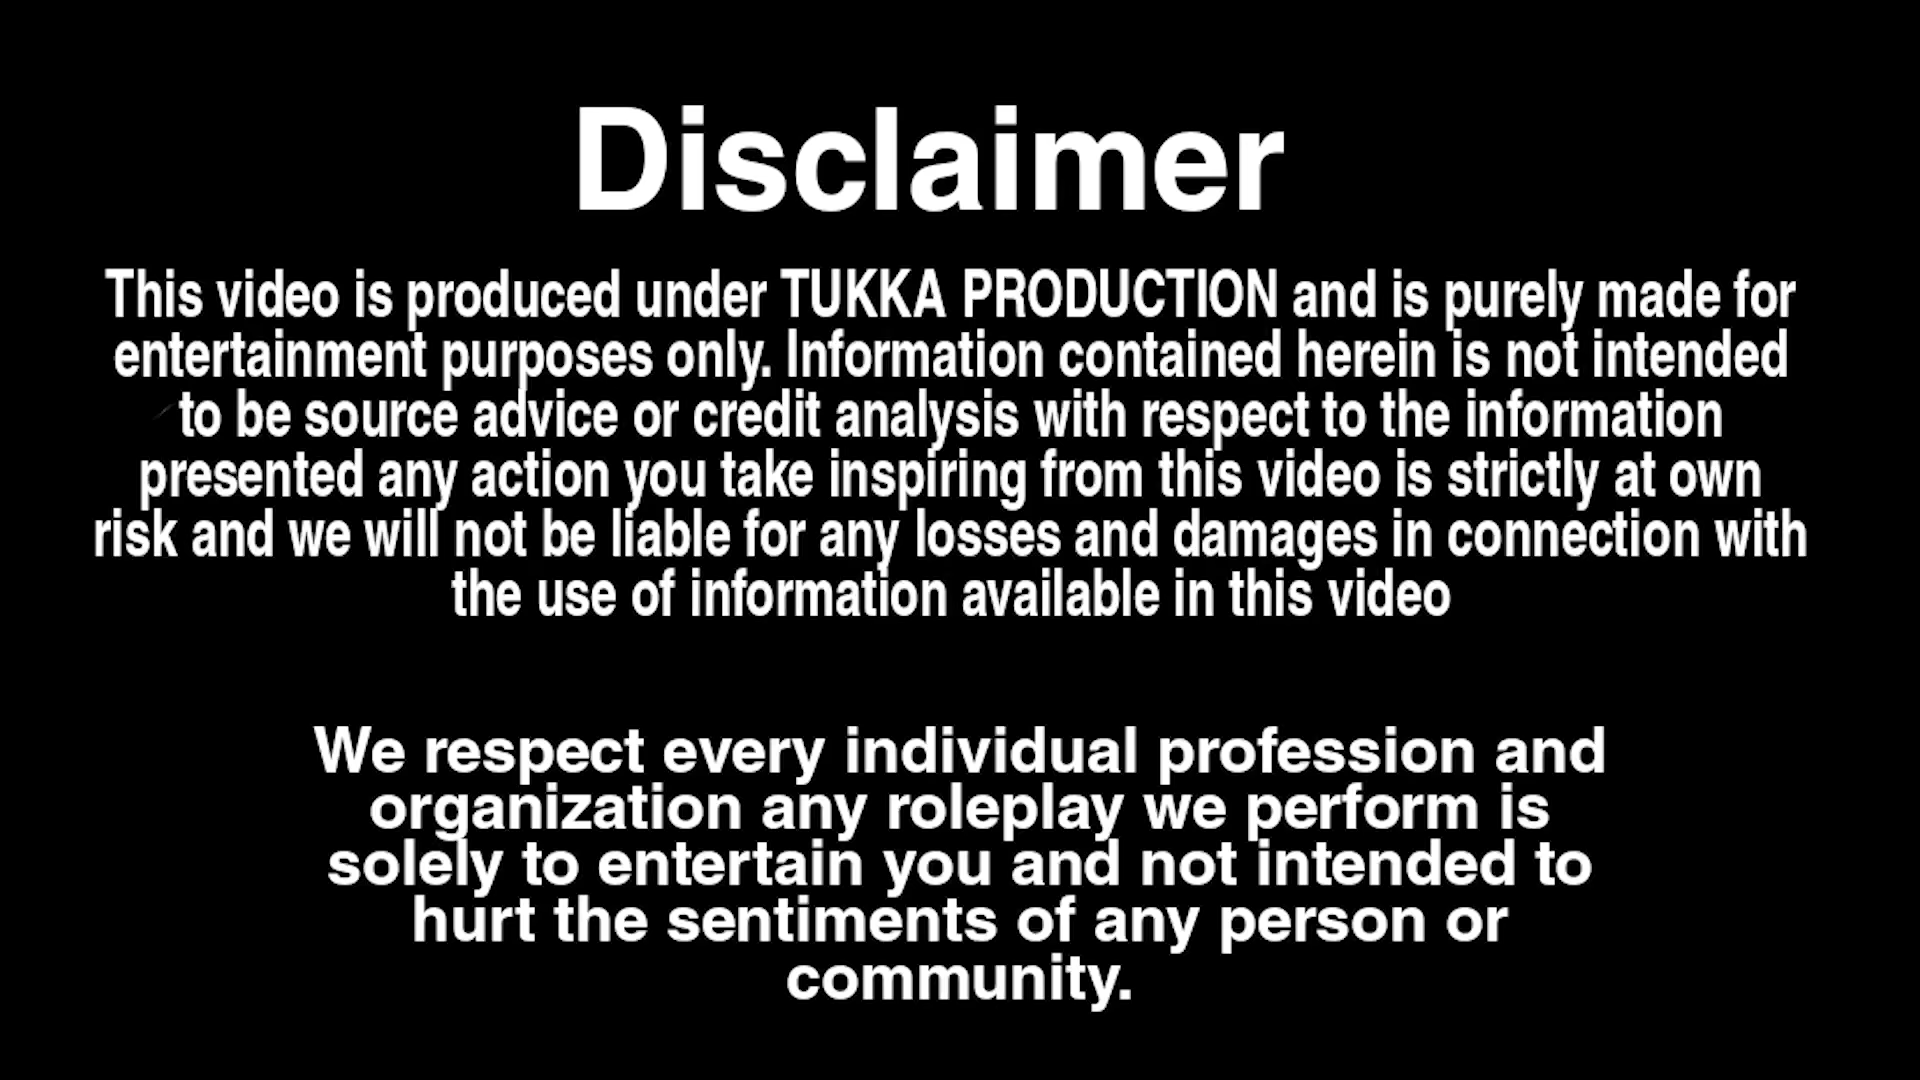 Disclaimer
This video is produced under TUKKA PRODUCTION and is purely made for
entertainment purposes only. Information contained herein is not intended
to be source advice or credit analysis with respect to the information
presented any action you take inspiring from this video is strictly at own
risk and we will not be liable for any losses and damages in connection with
the use of information available in this video
We respect every individual profession and
organization any roleplay we perform is
solely to entertain you and not intended to
hurt the sentiments of any person or
community.